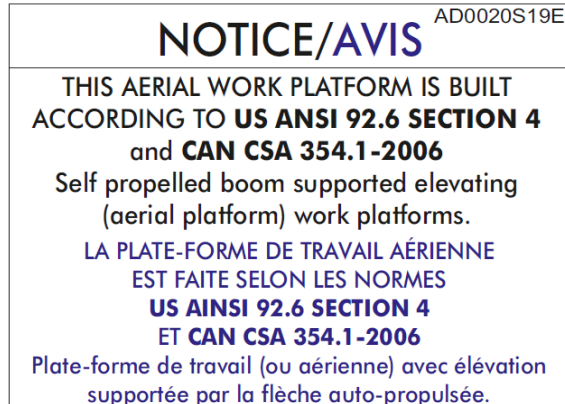 AD0020S19E
NOTICE/AVIS
THIS AERIAL WORK PLATFORM IS BUILT
ACCORDING TO US ANSI 92.6 SECTION 4
and CAN CSA 354.1-2006
Self propelled boom supported elevating
(aerial platform) work platforms.
LA PLATE-FORME DE TRAVAIL AÉRIENNE
EST FAITE SELON LES NORMES
US AINSI 92.6 SECTION 4
ET CAN CSA 354.1-2006
Plate-forme de travail (ou aérienne) avec élévation
supportée par la flèche auto-propulsée.